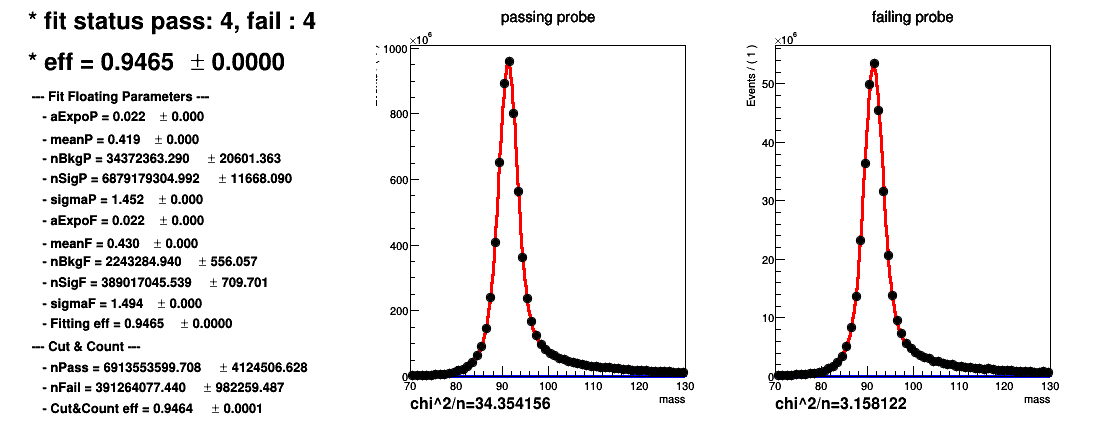 * fit status pass: 4, fail : 4
* eff = 0.9465 ± 0.0000
--- Fit Floating Parameters ---
- aExpoP = 0.022 ± 0.000
- meanP = 0.419 ± 0.000
- nBkgP = 34372363.290 ± 20601.363
- nSigP = 6879179304.992 ± 11668.090
- sigmaP = 1.452 ± 0.000
- aExpoF = 0.022 ± 0.000
- meanF = 0.430 ± 0.000
- nBkgF = 2243284.940 ± 556.057
- nSigF = 389017045.539 ± 709.701
- sigmaF = 1.494 ± 0.000
- Fitting eff = 0.9465 ± 0.0000
--- Cut & Count ---
- nPass = 6913553599.708 ± 4124506.628
- nFail = 391264077.440 ± 982259.487
- Cut&Count eff = 0.9464 ± 0.0001
passing probe
×10^6
1000
800
600
400
200
0
70 80 90 100 110 120 130
mass
chi^2/n=34.354156
failing probe
×10^6
Events / ( 1 )
50
40
30
20
10
0
70 80 90 100 110 120 130
mass
chi^2/n=3.158122